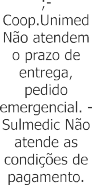 ;-
Coop.Unimed
Não atendem
o prazo de
entrega,
pedido
emergencial. -
Sulmedic Não
atende as
condições de
pagamento.